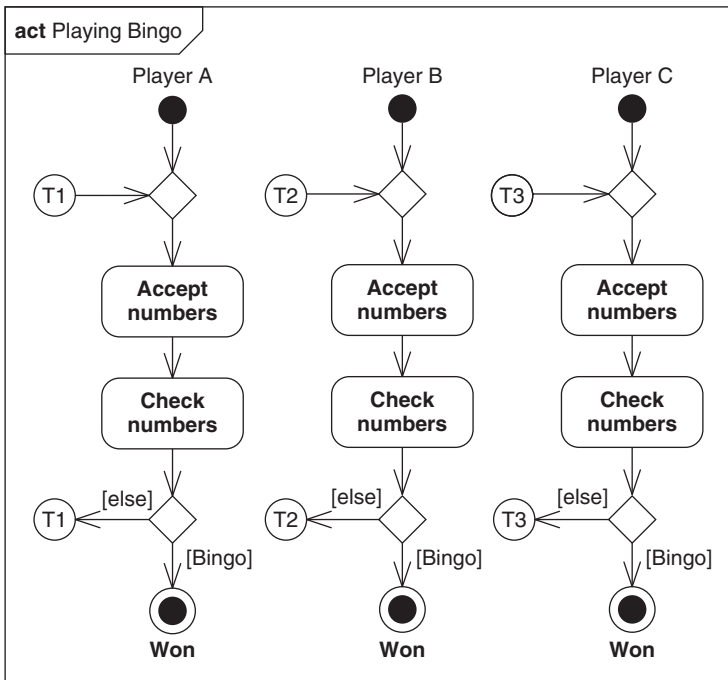 act Playing Bingo
Player A
Player B
Player C
T1
T2
T3
Accept
numbers
Accept
numbers
Accept
numbers
Check
numbers
Check
numbers
Check
numbers
[else]
[else]
[else]
T1
T2
T3
[Bingo]
[Bingo]
[Bingo]
Won
Won
Won